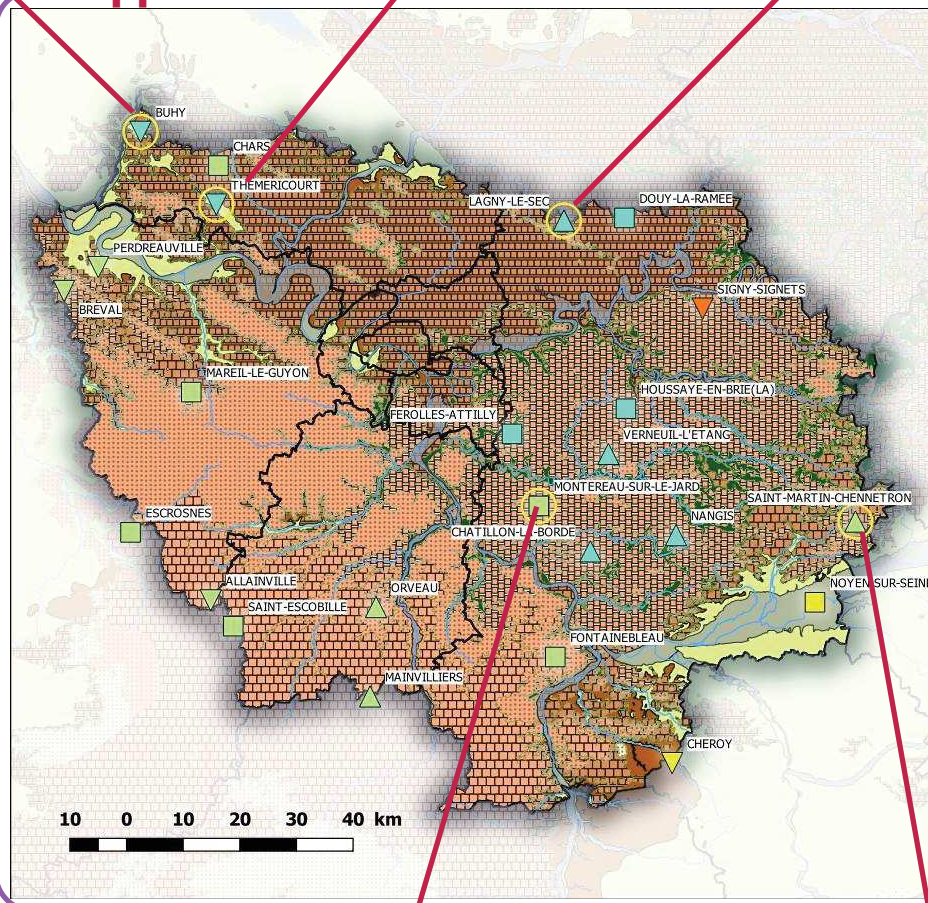 BUHY
CHARS
THEMERICOURT
LAGNY-LE-SEC
DOUY-LA-RAMEE
PERDREAUVILLE
SIGNY-SIGNETS
BREVAL
MAREIL-LE-GUYON
HOUSSAYE-EN-BRIE(LA)
FEROLLES-ATTILLY
VERNEUIL-L'ETANG
MONTEREAU-SUR-LE-JARD
SAINT-MARTIN-CHENNETRON
ESCROSNES
NANGIS
CHATILLON-LA-BORDE
ALLAINVILLE
ORVEAU
NOYEN-SUR-SEINE
SAINT-ESCOBILLE
FONTAINEBLEAU
MAINVILLIERS
CHEROY
10 0 10 20 30 40 km